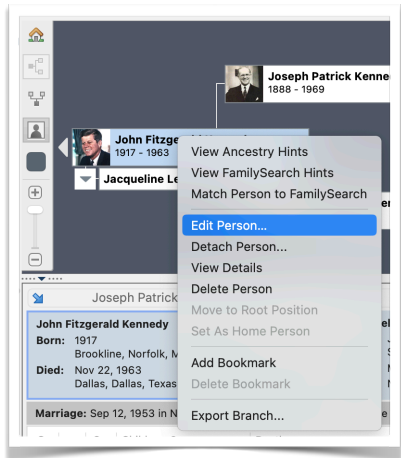 Joseph Patrick Kenne
1888 - 1969
John Fitzge
1917 - 1963
Jacqueline Le
View Ancestry Hints
View FamilySearch Hints
Match Person to FamilySearch
Edit Person...
Detach Person...
View Details
Delete Person
Move to Root Position
Set As Home Person
Add Bookmark
Delete Bookmark
Export Branch...
Joseph Patrick
John Fitzgerald Kennedy
Born: 1917
Brookline, Norfolk, M
Died: Nov 22, 1963
Dallas, Dallas, Texas
Marriage: Sep 12, 1953 in N